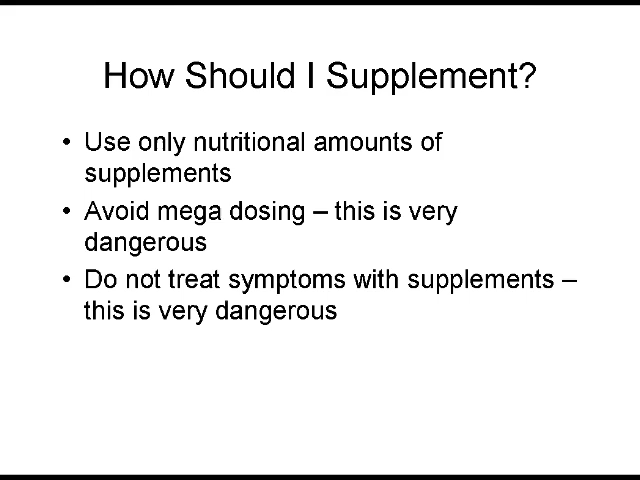 How Should I Supplement?
• Use only nutritional amounts of
supplements
• Avoid mega dosing – this is very
dangerous
• Do not treat symptoms with supplements –
this is very dangerous